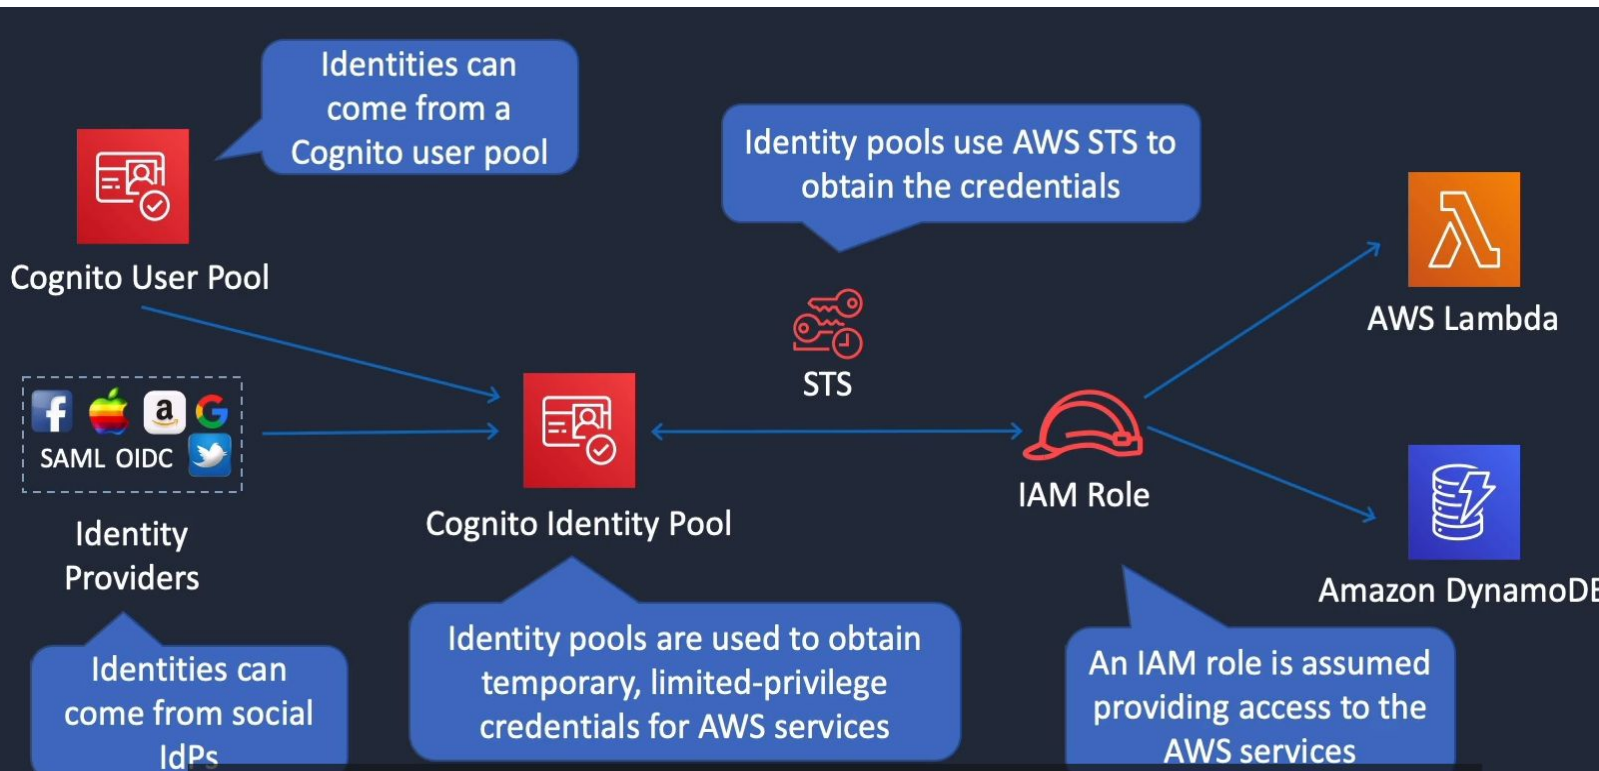 Identities can
come from a
Cognito user pool
Identity pools use AWS STS to
obtain the credentials
Cognito User Pool
AWS Lambda
STS
SAML OIDC
Identity
Providers
Cognito Identity Pool
IAM Role
Amazon DynamoDB
Identities can
come from social
IdPs
Identity pools are used to obtain
temporary, limited-privilege
credentials for AWS services
An IAM role is assumed
providing access to the
AWS services